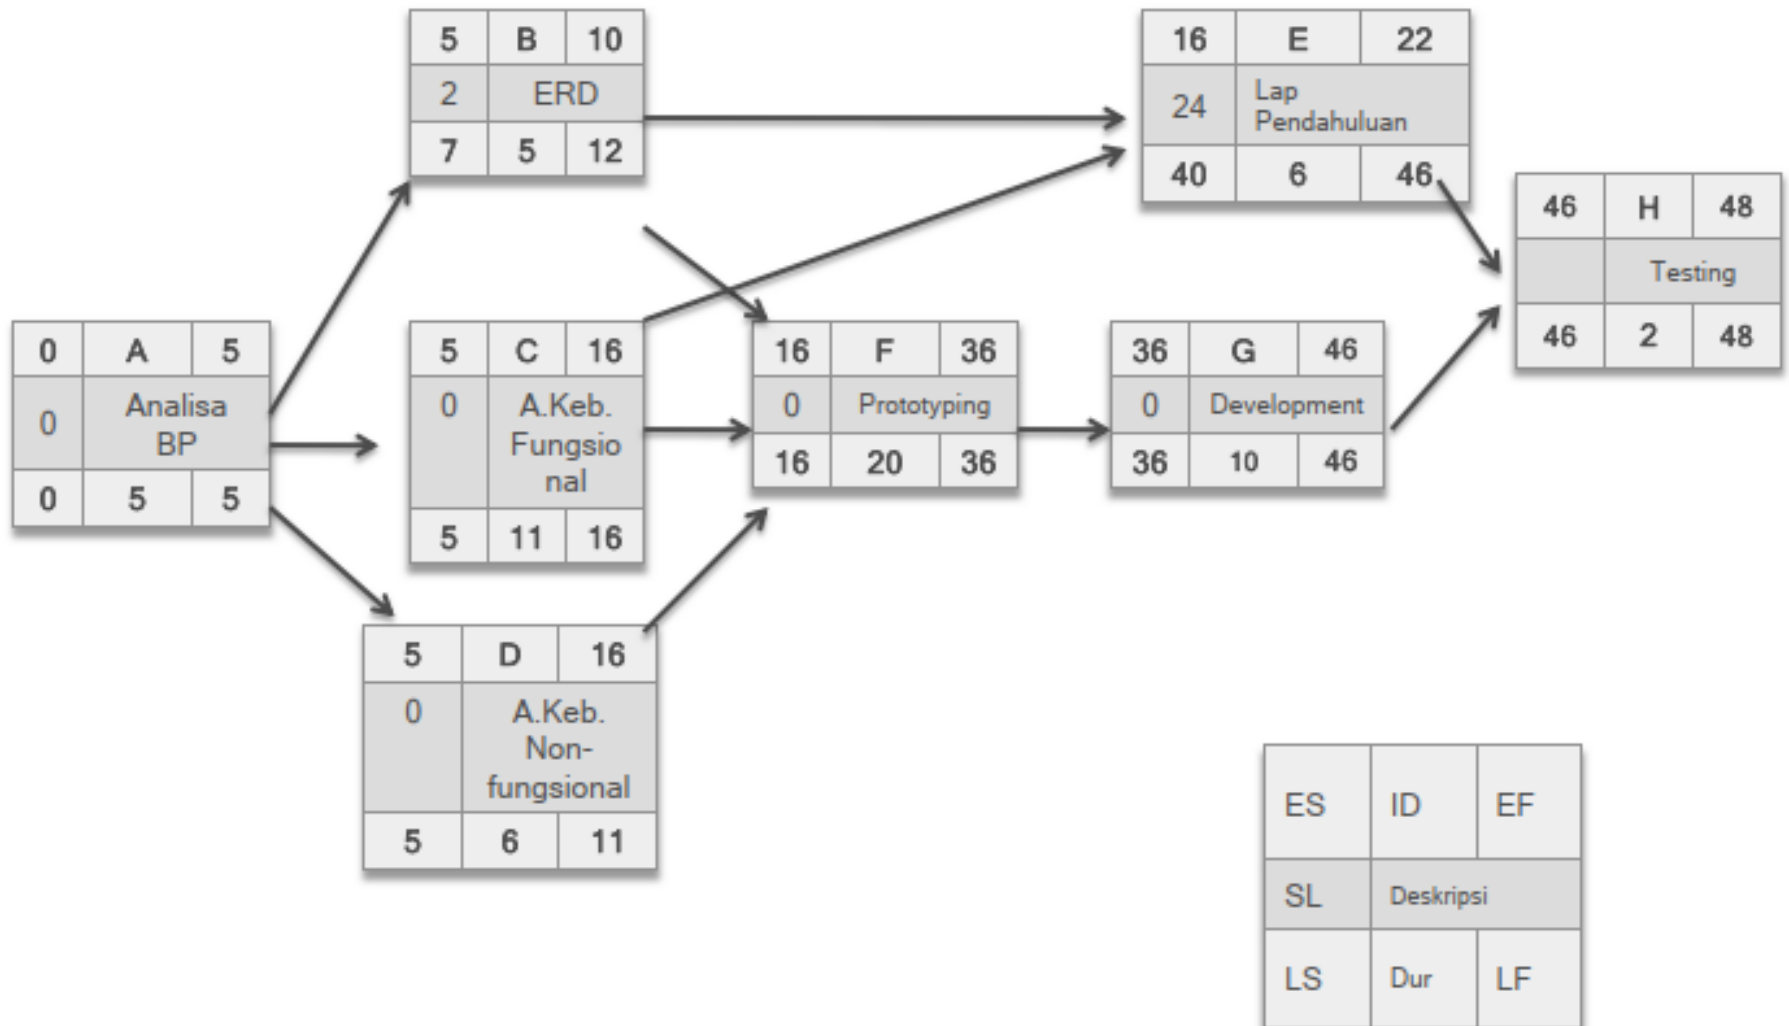 5 B 10
2 ERD
7 5 12
16 E 22
24 Lap
Pendahuluan
40 6 46
46 H 48
Testing
46 2 48
0 A 5
0 Analisa
BP
0 5 5
5 C 16
0 A.Keb.
Fungsio
nal
5 11 16
16 F 36
0 Prototyping
16 20 36
36 G 46
0 Development
36 10 46
5 D 16
0 A.Keb.
Non-
fungsional
5 6 11
ES ID EF
SL Deskripsi
LS Dur LF